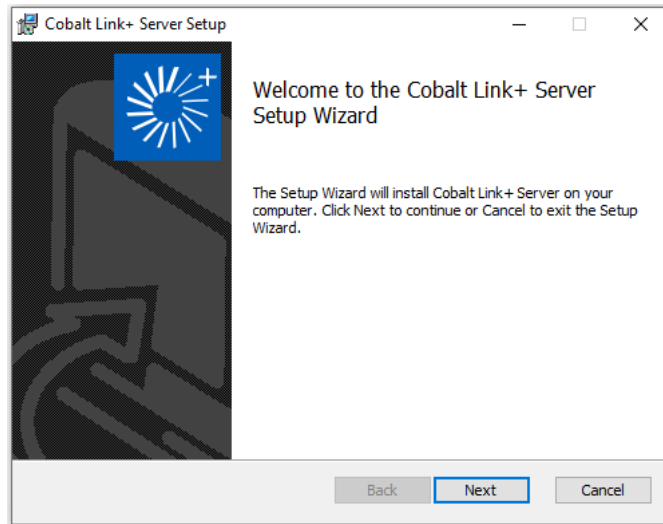 Cobalt Link+ Server Setup
Welcome to the Cobalt Link+ Server
Setup Wizard
The Setup Wizard will install Cobalt Link+ Server on your
computer. Click Next to continue or Cancel to exit the Setup
Wizard.
Back Next Cancel